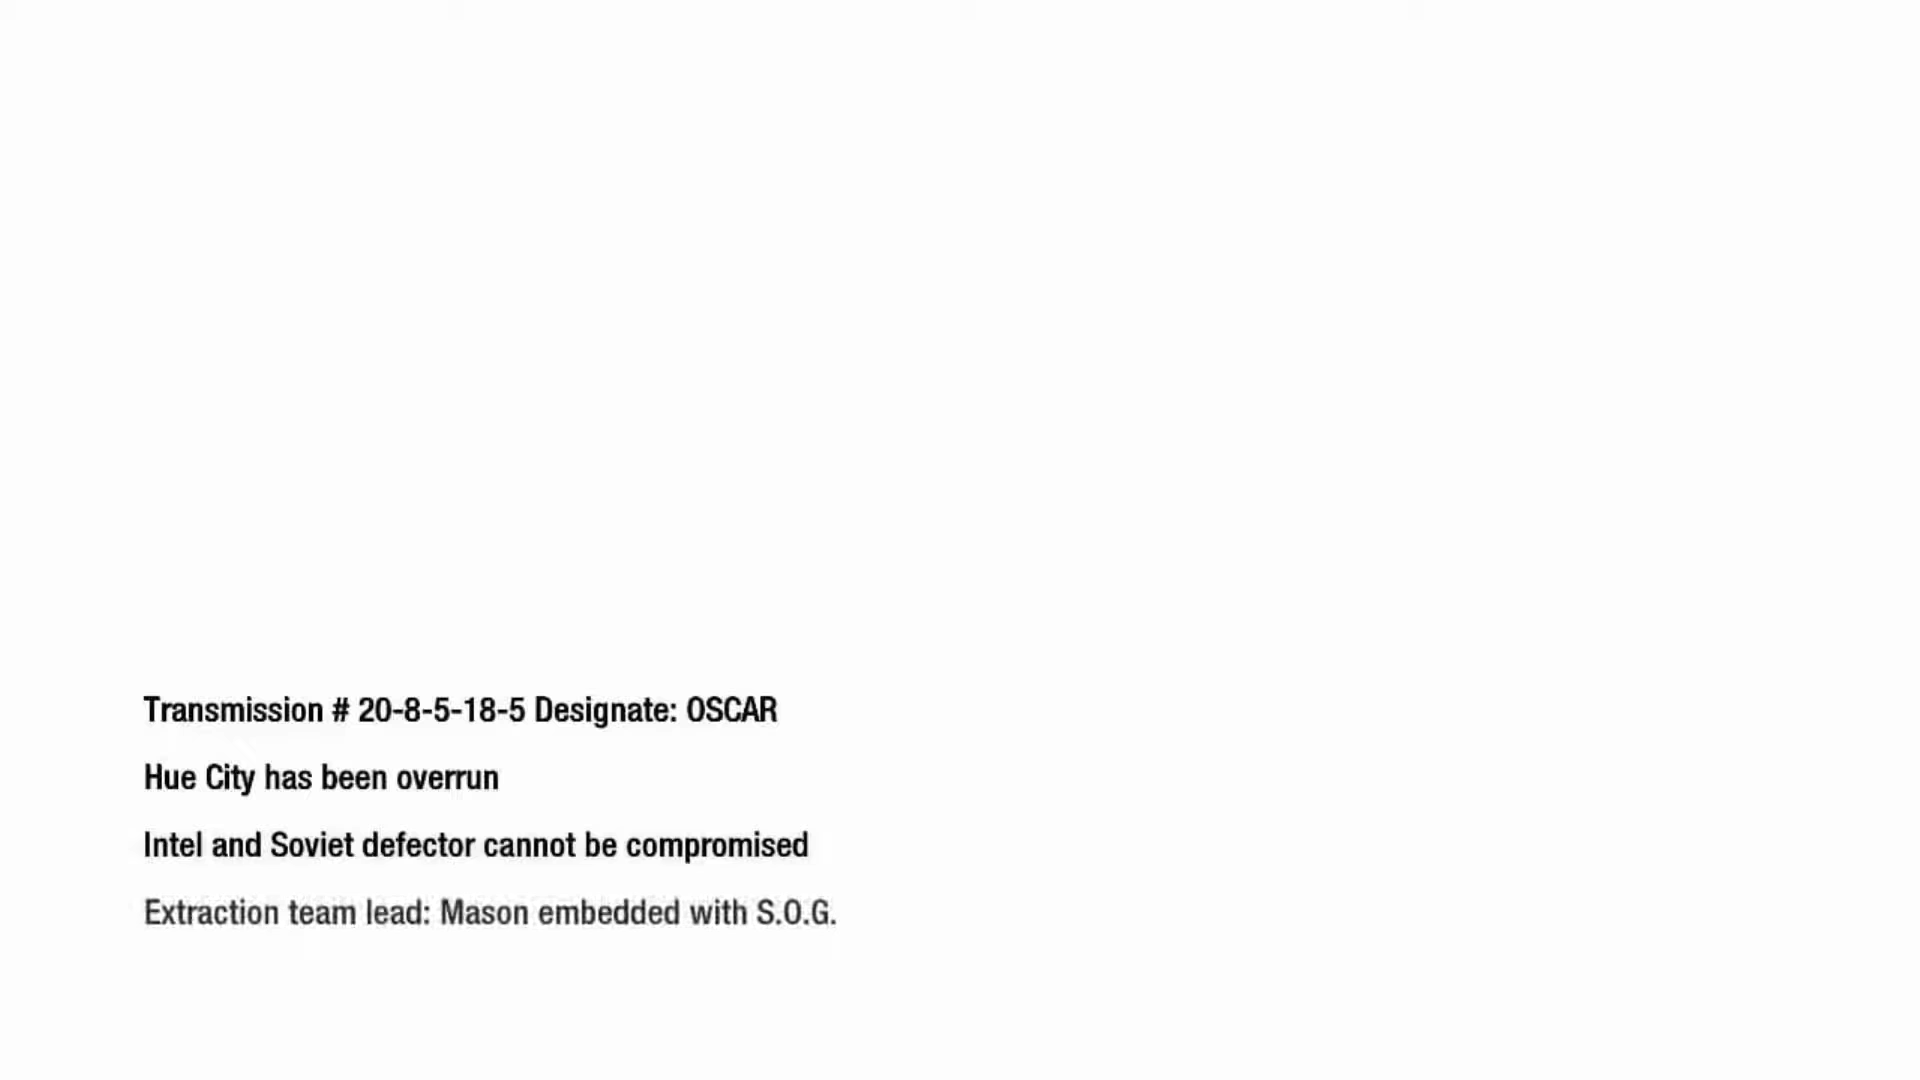 Transmission # 20-8-5-18-5 Designate: OSCAR
Hue City has been overrun
Intel and Soviet defector cannot be compromised
Extraction team lead: Mason embedded with S.O.G.